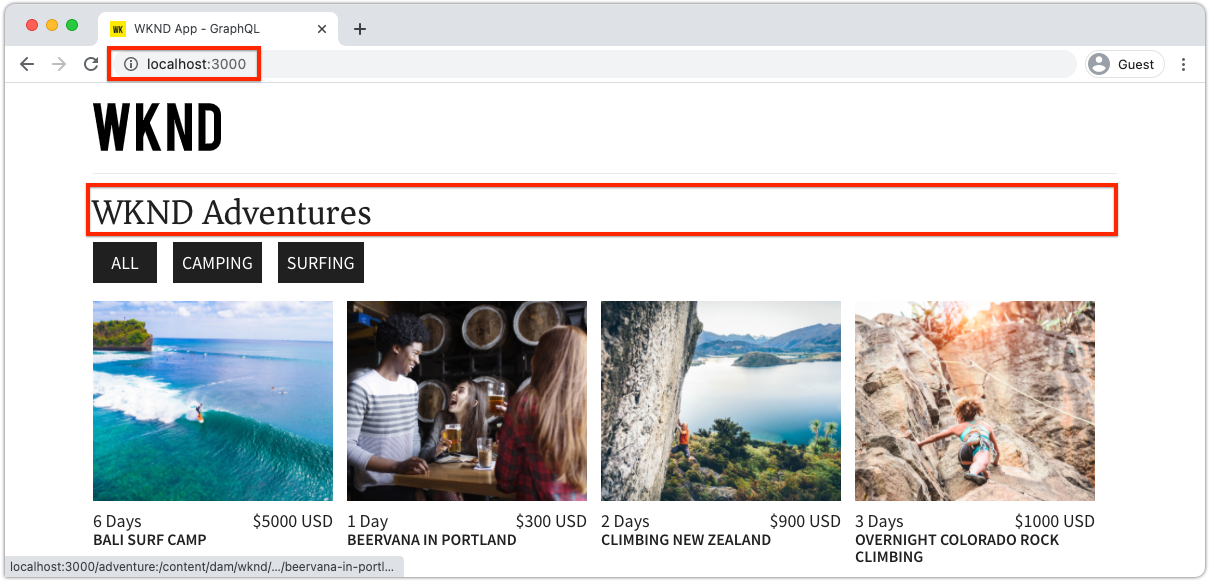 WK WKND App - GraphQL
localhost:3000
Guest
WKND
WKND Adventures
ALL CAMPING SURFING
6 Days $5000 USD
BALI SURF CAMP
1 Day $300 USD
BEERVANA IN PORTLAND
2 Days $900 USD
CLIMBING NEW ZEALAND
3 Days $1000 USD
OVERNIGHT COLORADO ROCK
CLIMBING
localhost:3000/adventure:/content/dam/wknd/.../beervana-in-portl...